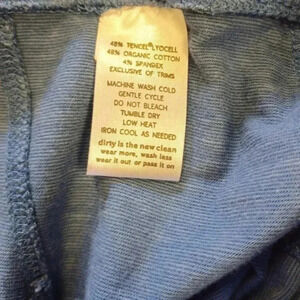 48% TENCEL®LYOCELL
48% ORGANIC COTTON
4% SPANDEX
EXCLUSIVE OF TRIMS
MACHINE WASH COLD
GENTLE CYCLE
DO NOT BLEACH
TUMBLE DRY
LOW HEAT
IRON COOL AS NEEDED
dirty is the new clean
wear more, wash less
wear it out or pass it on